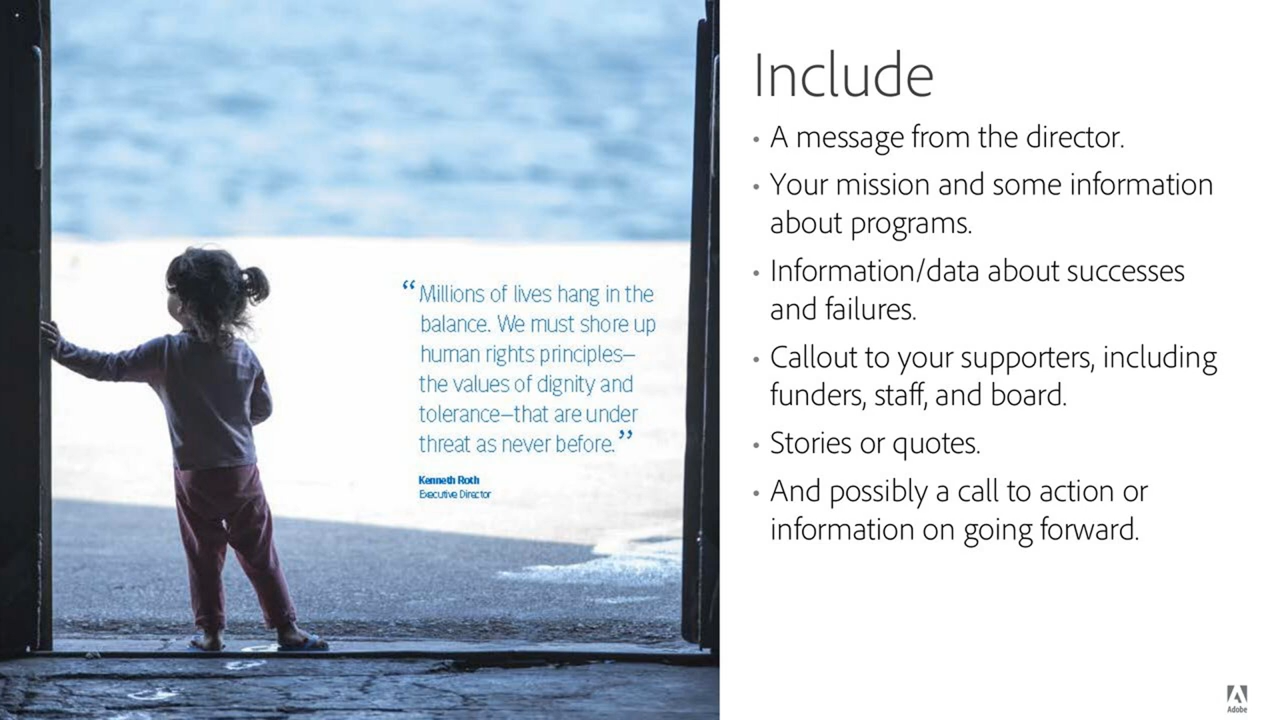 “Millions of lives hang in the
balance. We must shore up
human rights principles—
the values of dignity and
tolerance—that are under
threat as never before.”
Kenneth Roth
Executive Director
Include
• A message from the director.
• Your mission and some information
about programs.
• Information/data about successes
and failures.
• Callout to your supporters, including
funders, staff, and board.
• Stories or quotes.
• And possibly a call to action or
information on going forward.
Adobe